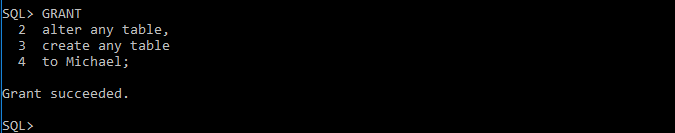 SQL> GRANT
  2  alter any table,
  3  create any table
  4  to Michael;
Grant succeeded.
SQL>